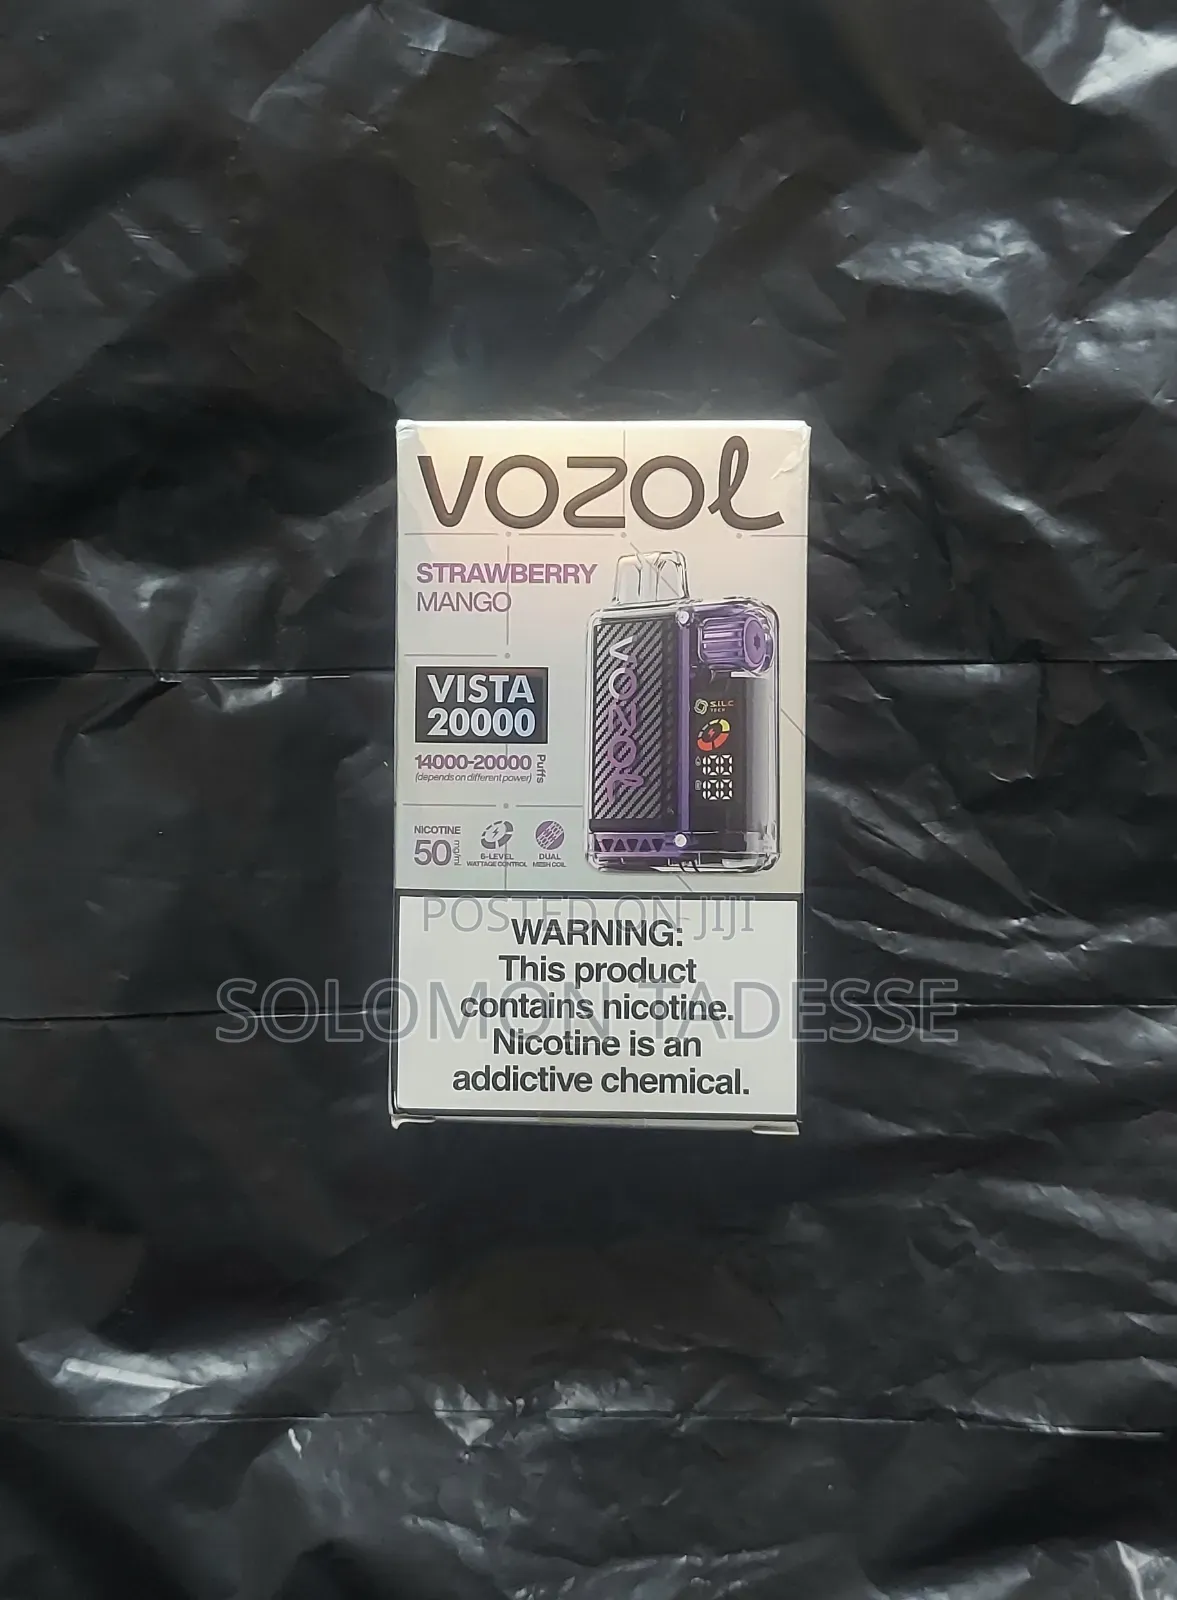 VOZOL
STRAWBERRY
MANGO
VISTA
20000
14000-20000 Puffs
(depends on different power)
VOZOL
S.I.L.C
TECH
NICOTINE
50 mg/ml
6-LEVEL
WATTAGE CONTROL
DUAL
MESH COIL
POSTED ON JIJI
WARNING:
This product
SOLOMON TADESSE
contains nicotine.
Nicotine is an
addictive chemical.